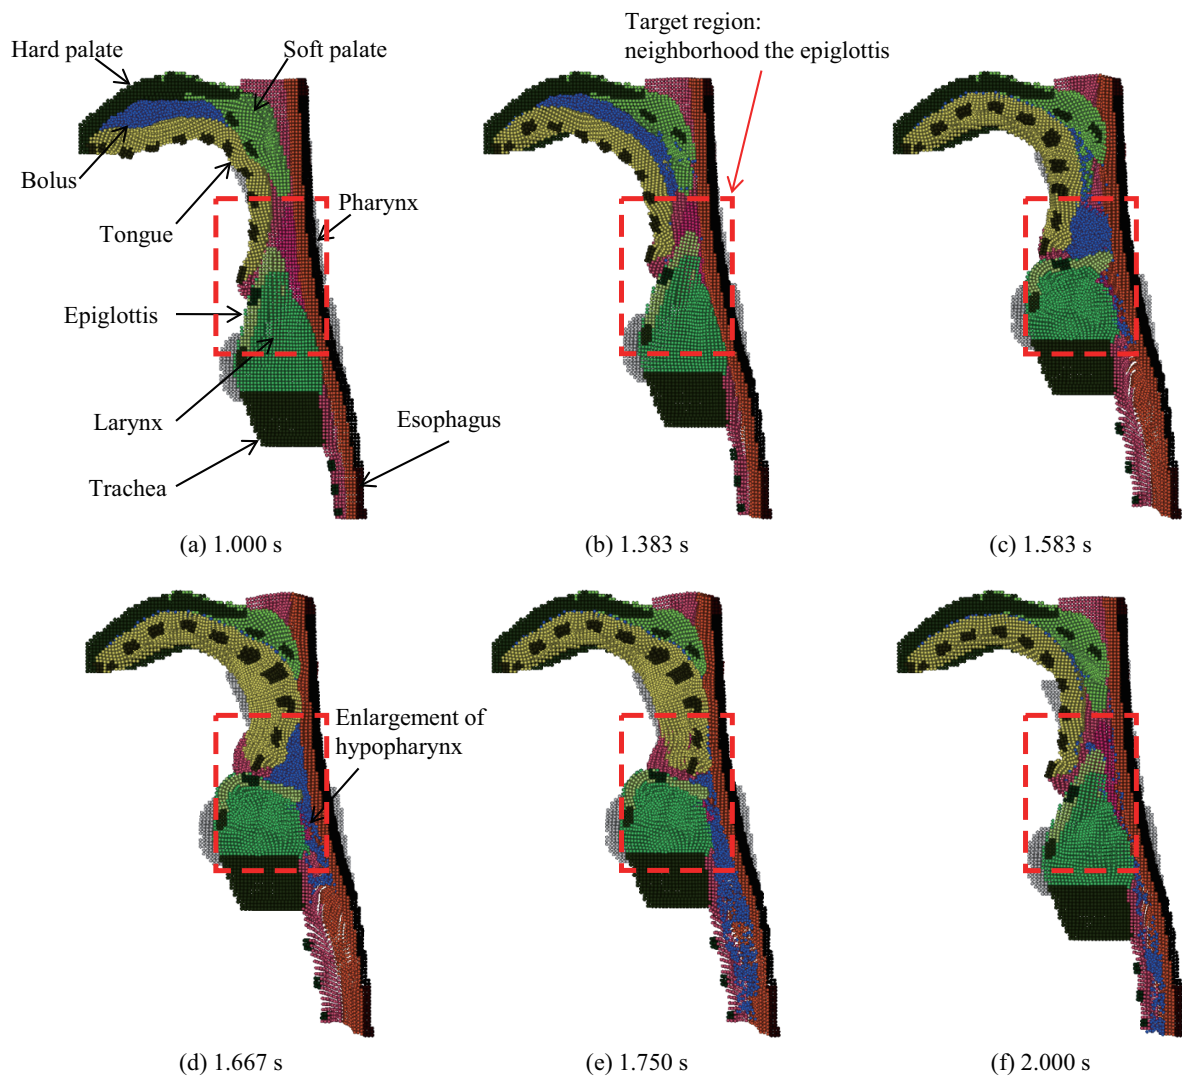 Target region:
neighborhood the epiglottis
Hard palate
Soft palate
Bolus
Tongue
Pharynx
Epiglottis
Larynx
Esophagus
Trachea
(a) 1.000 s
(b) 1.383 s
(c) 1.583 s
Enlargement of
hypopharynx
(d) 1.667 s
(e) 1.750 s
(f) 2.000 s